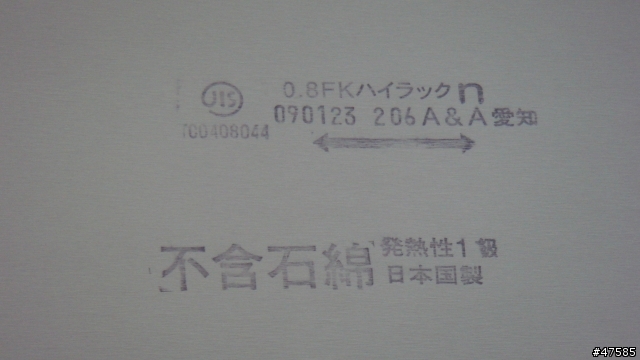 JIS
0.8FKハイラックn
090123 206A&A愛知
TC0408044
不含石綿
発熱性1級
日本国製
#47585